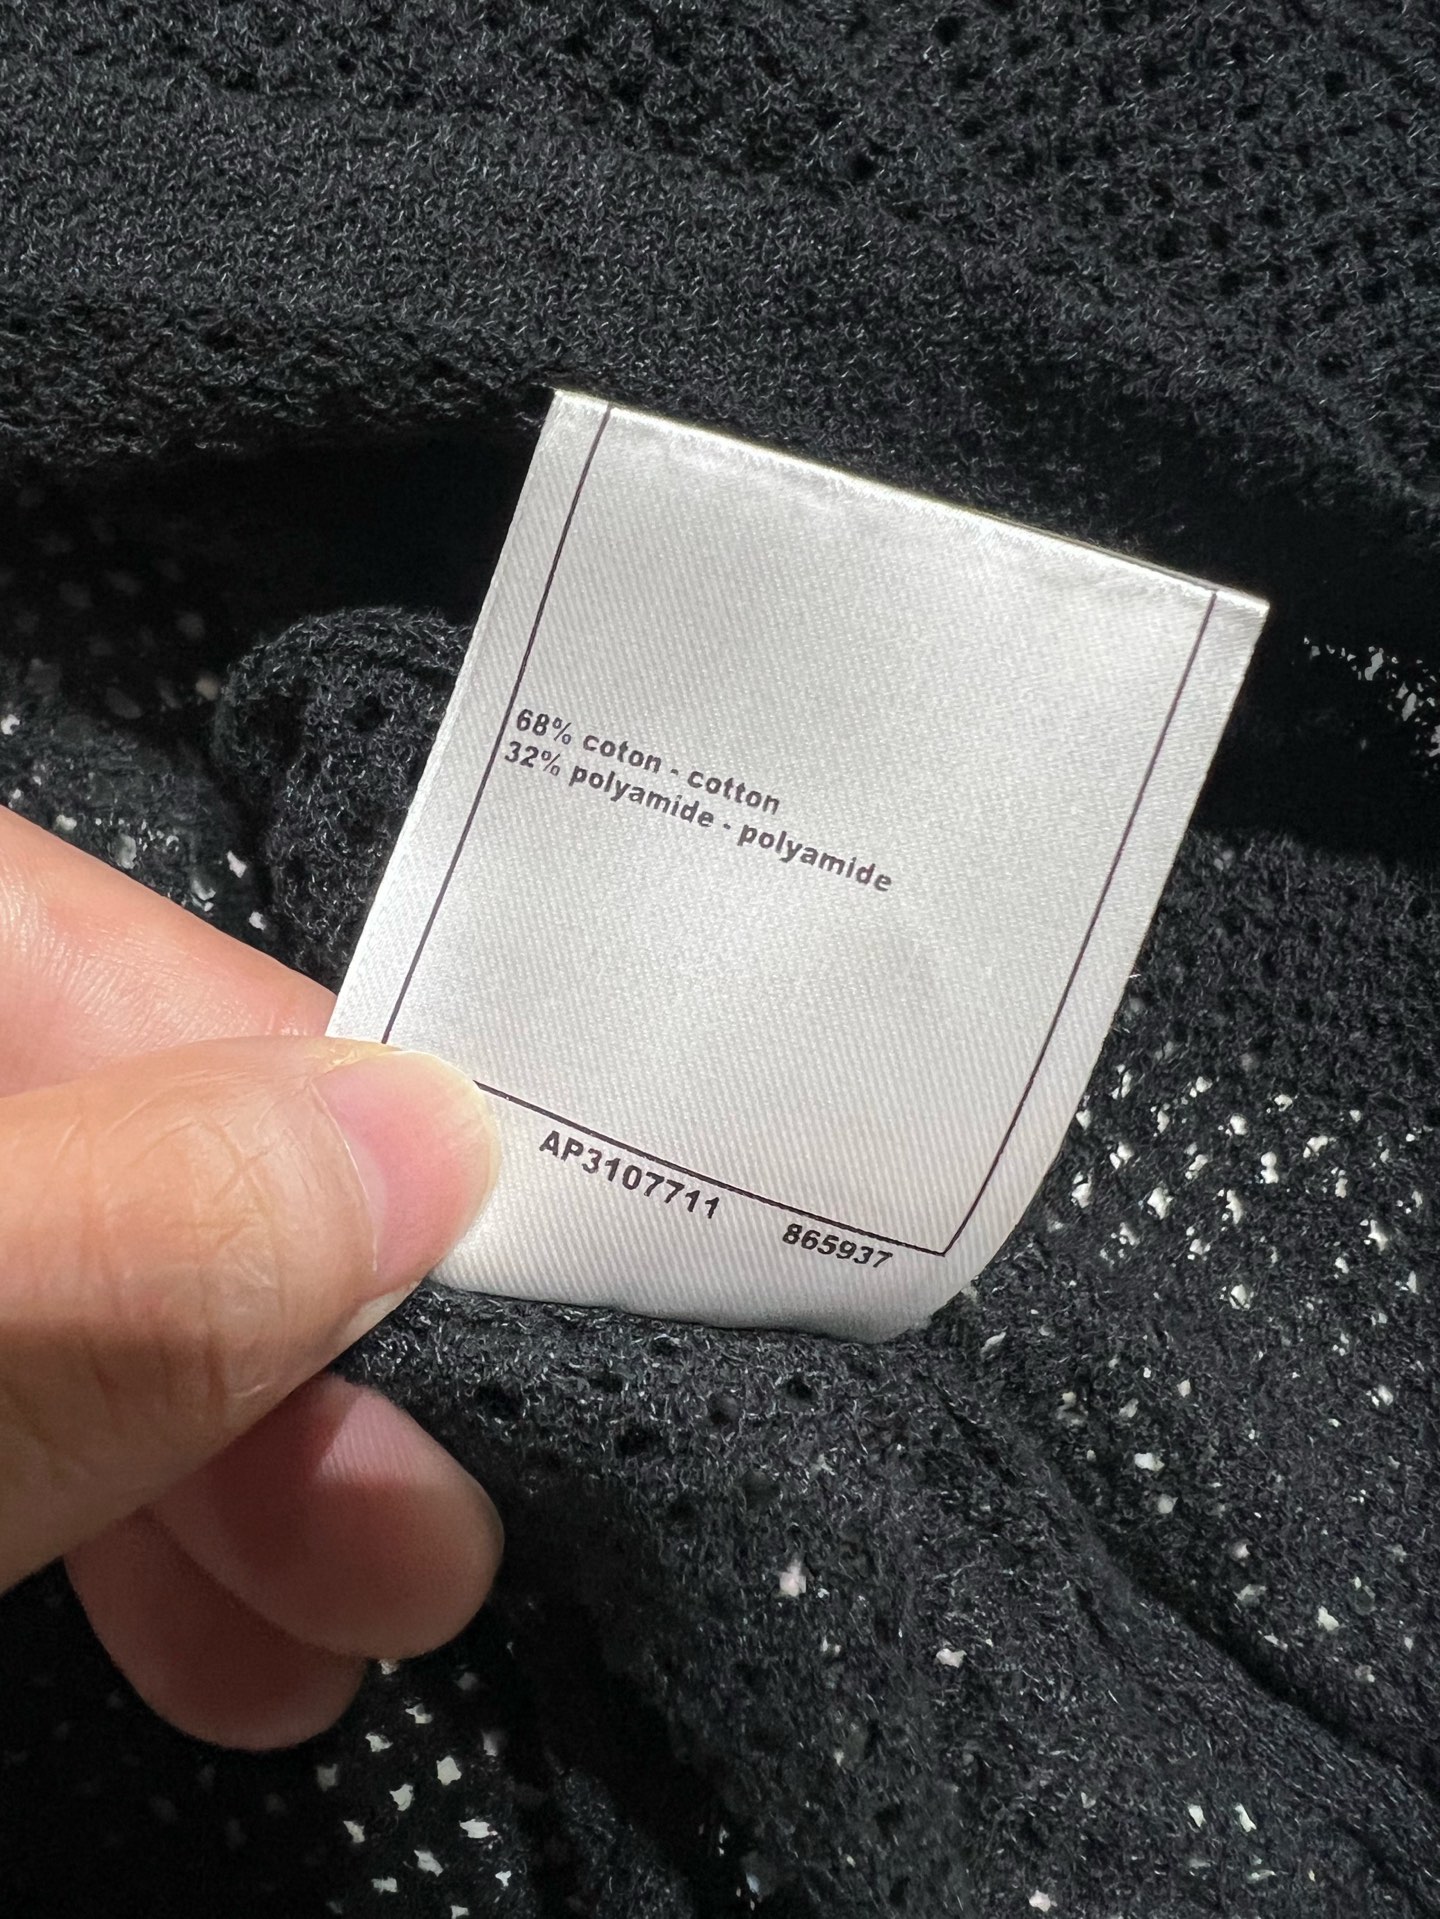 68% coton - cotton
32% polyamide - polyamide
AP3107711 865937